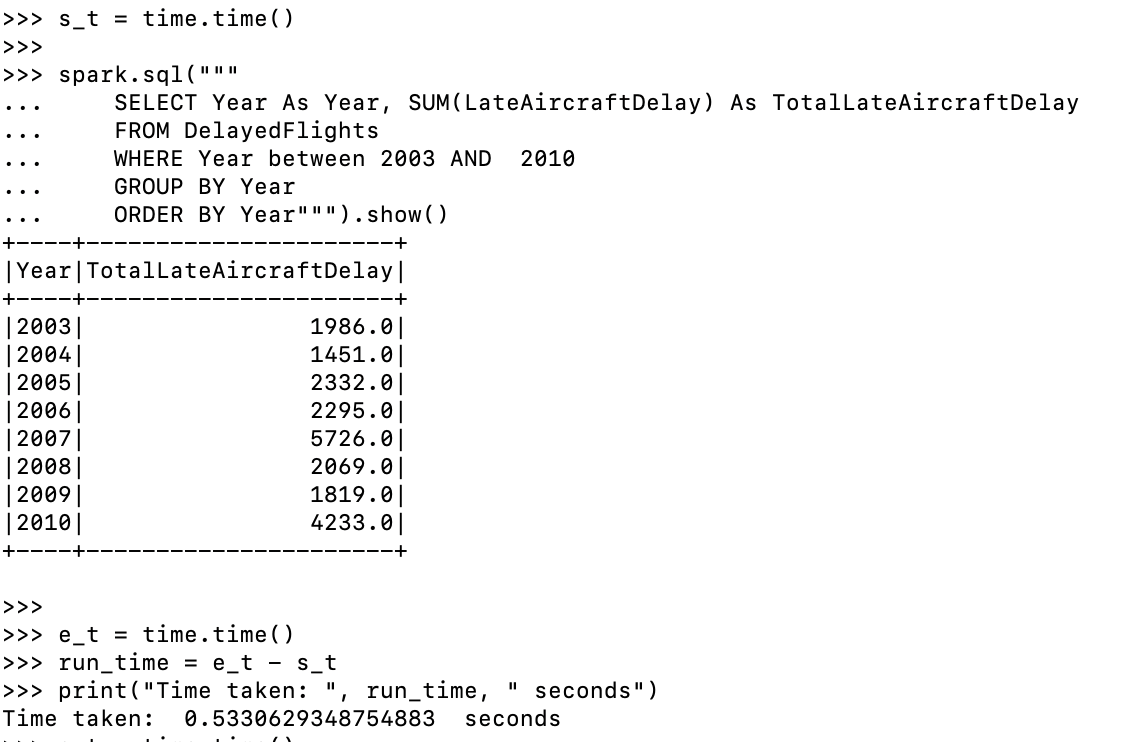 >>> s_t = time.time()
>>>
>>> spark.sql("""
...     SELECT Year As Year, SUM(LateAircraftDelay) As TotalLateAircraftDelay
...     FROM DelayedFlights
...     WHERE Year between 2003 AND  2010
...     GROUP BY Year
...     ORDER BY Year""").show()
+----+----------------------+
|Year|TotalLateAircraftDelay|
+----+----------------------+
|2003|                1986.0|
|2004|                1451.0|
|2005|                2332.0|
|2006|                2295.0|
|2007|                5726.0|
|2008|                2069.0|
|2009|                1819.0|
|2010|                4233.0|
+----+----------------------+

>>>
>>> e_t = time.time()
>>> run_time = e_t - s_t
>>> print("Time taken: ", run_time, " seconds")
Time taken:  0.5330629348754883  seconds